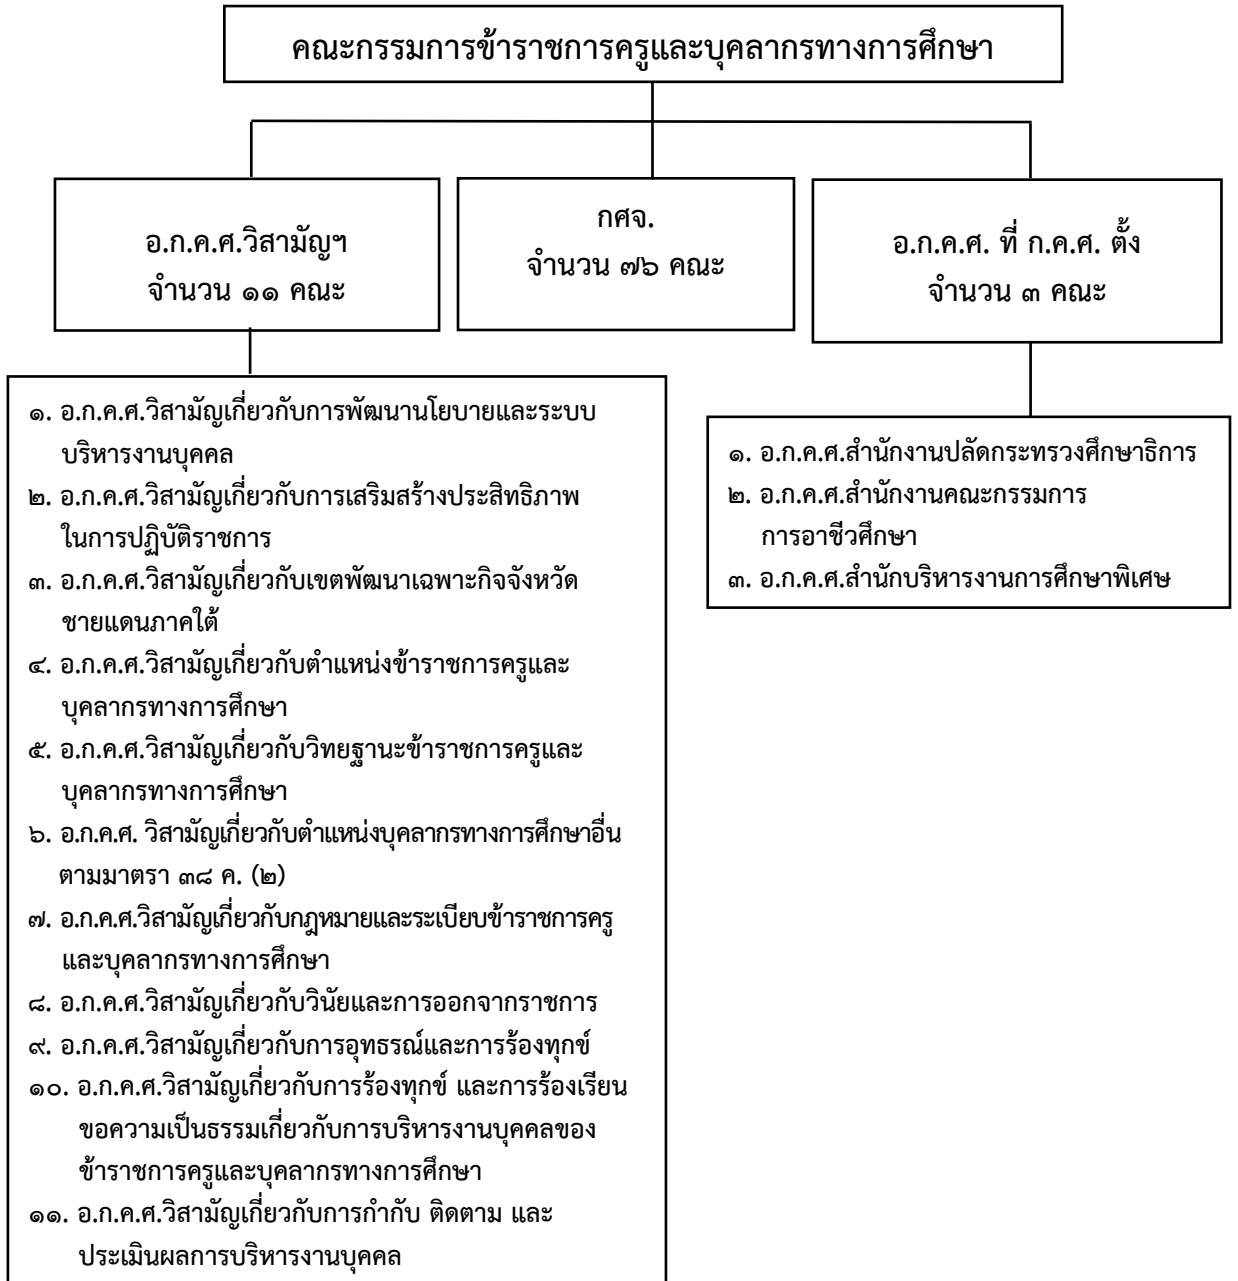 คณะกรรมการข้าราชการครูและบุคลากรทางการศึกษา
อ.ก.ค.ศ.วิสามัญฯ
จำนวน ๑๑ คณะ
กศจ.
จำนวน ๗๖ คณะ
อ.ก.ค.ศ. ที่ ก.ค.ศ. ตั้ง
จำนวน ๓ คณะ
๑. อ.ก.ค.ศ.วิสามัญเกี่ยวกับการพัฒนานโยบายและระบบ
บริหารงานบุคคล
๒. อ.ก.ค.ศ.วิสามัญเกี่ยวกับการเสริมสร้างประสิทธิภาพ
ในการปฏิบัติราชการ
๓. อ.ก.ค.ศ.วิสามัญเกี่ยวกับเขตพัฒนาเฉพาะกิจจังหวัด
ชายแดนภาคใต้
๔. อ.ก.ค.ศ.วิสามัญเกี่ยวกับตำแหน่งข้าราชการครูและ
บุคลากรทางการศึกษา
๕. อ.ก.ค.ศ.วิสามัญเกี่ยวกับวิทยฐานะข้าราชการครูและ
บุคลากรทางการศึกษา
๖. อ.ก.ค.ศ. วิสามัญเกี่ยวกับตำแหน่งบุคลากรทางการศึกษาอื่น
ตามมาตรา ๓๘ ค. (๒)
๗. อ.ก.ค.ศ.วิสามัญเกี่ยวกับกฎหมายและระเบียบข้าราชการครู
และบุคลากรทางการศึกษา
๘. อ.ก.ค.ศ.วิสามัญเกี่ยวกับวินัยและการออกจากราชการ
๙. อ.ก.ค.ศ.วิสามัญเกี่ยวกับการอุทธรณ์และการร้องทุกข์
๑๐. อ.ก.ค.ศ.วิสามัญเกี่ยวกับการร้องทุกข์ และการร้องเรียน
ขอความเป็นธรรมเกี่ยวกับการบริหารงานบุคคลของ
ข้าราชการครูและบุคลากรทางการศึกษา
๑๑. อ.ก.ค.ศ.วิสามัญเกี่ยวกับการกำกับ ติดตาม และ
ประเมินผลการบริหารงานบุคคล
๑. อ.ก.ค.ศ.สำนักงานปลัดกระทรวงศึกษาธิการ
๒. อ.ก.ค.ศ.สำนักงานคณะกรรมการ
การอาชีวศึกษา
๓. อ.ก.ค.ศ.สำนักบริหารงานการศึกษาพิเศษ